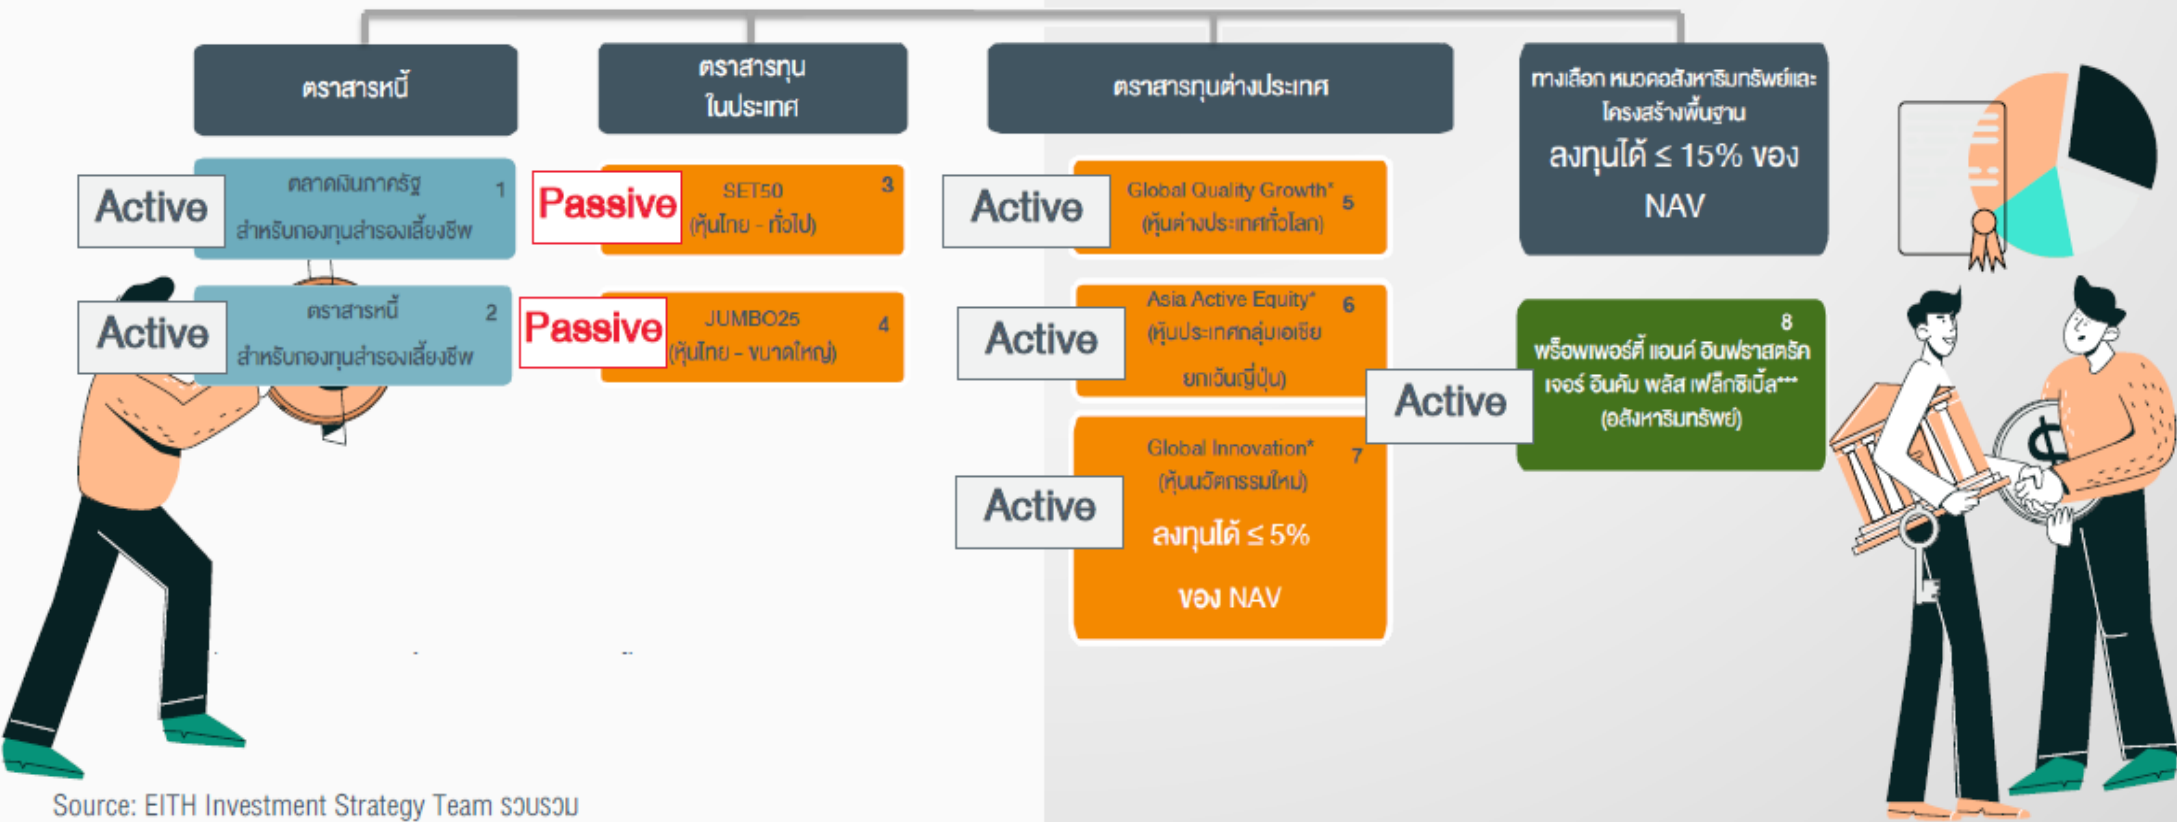 ตราสารหนี้
Active
ตลาดเงินภาครัฐ 1
สำหรับกองทุนสำรองเลี้ยงชีพ
Active
ตราสารหนี้ 2
สำหรับกองทุนสำรองเลี้ยงชีพ
ตราสารทุน
ในประเทศ
Passive
SET50 3
(หุ้นไทย - ทั่วไป)
Passive
JUMBO25 4
(หุ้นไทย - ขนาดใหญ่)
ตราสารทุนต่างประเทศ
Active
Global Quality Growth* 5
(หุ้นต่างประเทศทั่วโลก)
Active
Asia Active Equity* 6
(หุ้นประเทศกลุ่มเอเชีย
ยกเว้นญี่ปุ่น)
Active
Global Innovation* 7
(หุ้นนวัตกรรมใหม่)
ลงทุนได้ ≤ 5%
ของ NAV
ทางเลือก หมวดอสังหาริมทรัพย์และ
โครงสร้างพื้นฐาน
ลงทุนได้ ≤ 15% ของ
NAV
Active
8
พร็อพเพอร์ตี้ แอนด์ อินฟราสตรัค
เจอร์ อินคัม พลัส เฟล็กซิเบิ้ล***
(อสังหาริมทรัพย์)
$
Source: EITH Investment Strategy Team รวบรวม